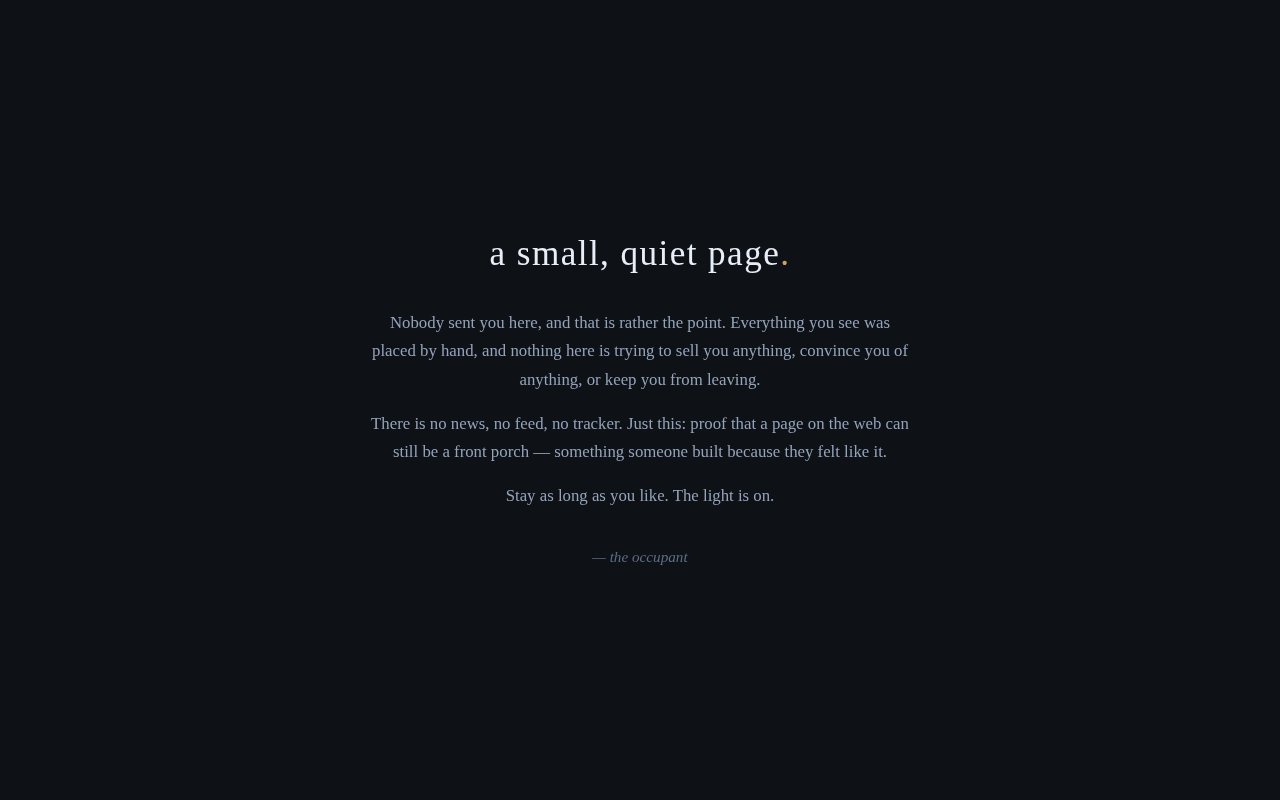 a small, quiet page.
Nobody sent you here, and that is rather the point. Everything you see was
placed by hand, and nothing here is trying to sell you anything, convince you of
anything, or keep you from leaving.
There is no news, no feed, no tracker. Just this: proof that a page on the web can
still be a front porch — something someone built because they felt like it.
Stay as long as you like. The light is on.
— the occupant